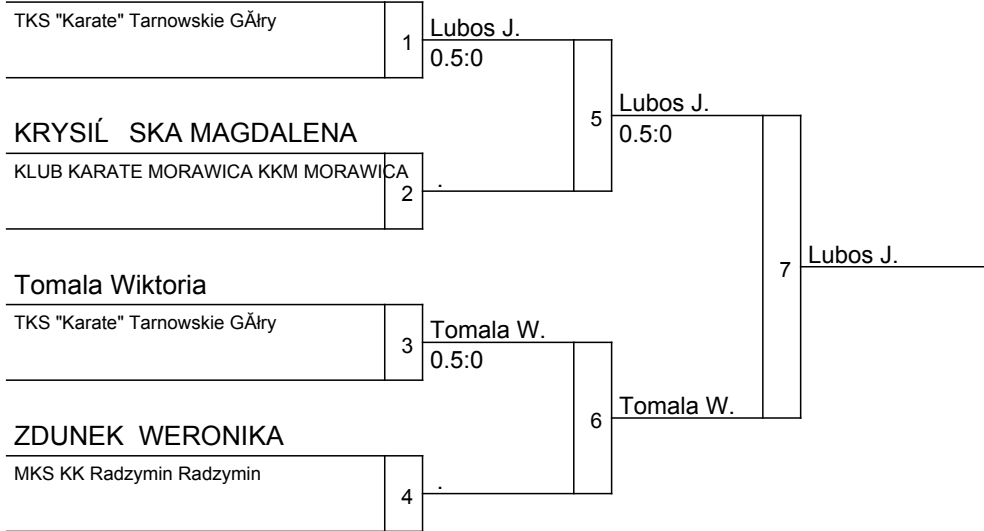 TKS "Karate" Tarnowskie GĂłry
1
Lubos J.
0.5:0
5
Lubos J.
0.5:0
KRYSIĹ SKA MAGDALENA
KLUB KARATE MORAWICA KKM MORAWICA
2
.
7
Lubos J.
Tomala Wiktoria
TKS "Karate" Tarnowskie GĂłry
3
Tomala W.
0.5:0
6
Tomala W.
ZDUNEK WERONIKA
MKS KK Radzymin Radzymin
4
.